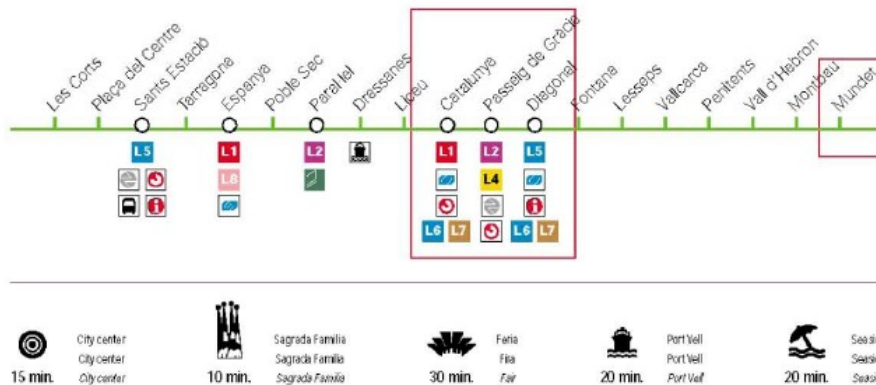 Les Corts
Plaça del Centre
Sants Estació
Tarragona
Espanya
Poble Sec
Paral·lel
Drassanes
Liceu
Catalunya
Passeig de Gràcia
Diagonal
Fontana
Lesseps
Vallcarca
Penitents
Vall d'Hebron
Montbau
Mundet
L5
L1
L2
L1
L2
L5
L8
L4
L6 L7
L6 L7
City center
City center
15 min. City center
Sagrada Familia
Sagrada Familia
10 min. Sagrada Familia
Feria
Fira
30 min. Fair
Port Vell
Port Vell
20 min. Port Vell
Seasi
Seasi
20 min. Seasi